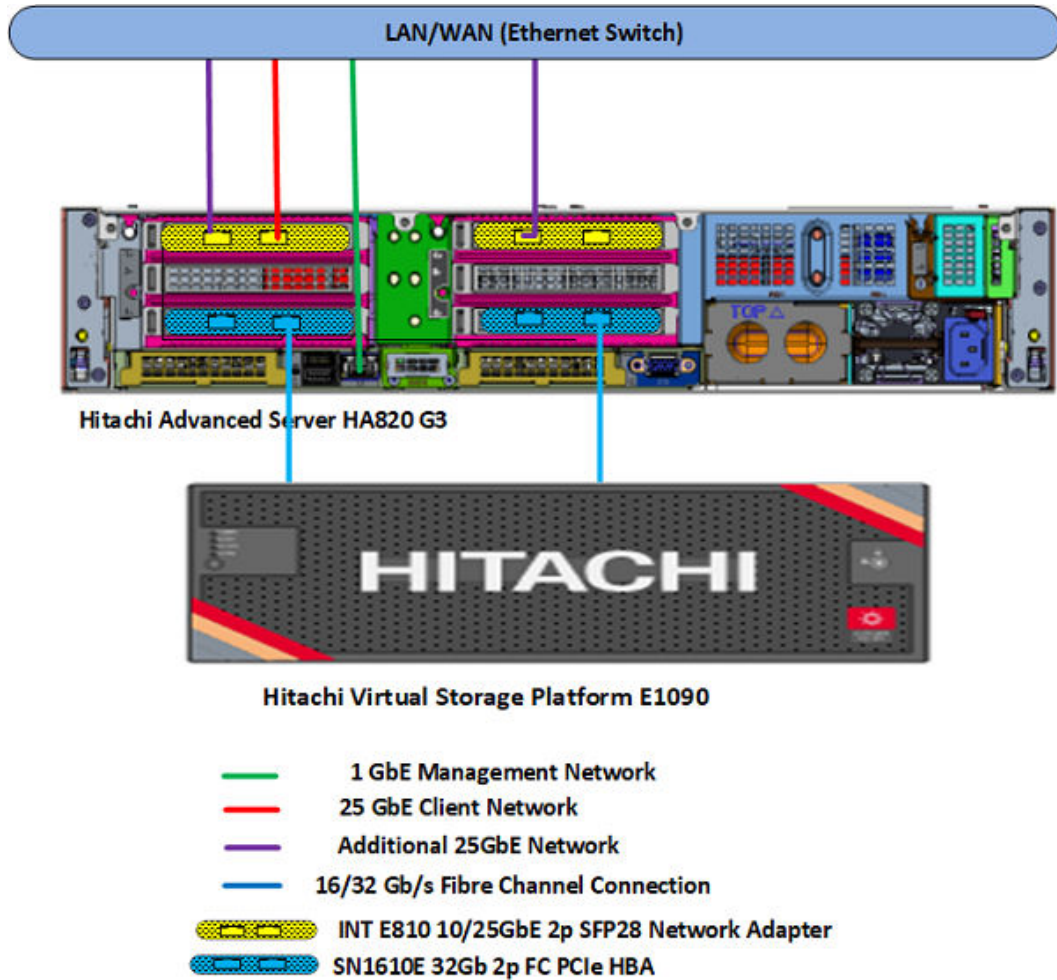 LAN/WAN (Ethernet Switch)
TOP
Hitachi Advanced Server HA820 G3
HITACHI
Hitachi Virtual Storage Platform E1090
1 GbE Management Network
25 GbE Client Network
Additional 25GbE Network
16/32 Gb/s Fibre Channel Connection
INT E810 10/25GbE 2p SFP28 Network Adapter
SN1610E 32Gb 2p FC PCIe HBA